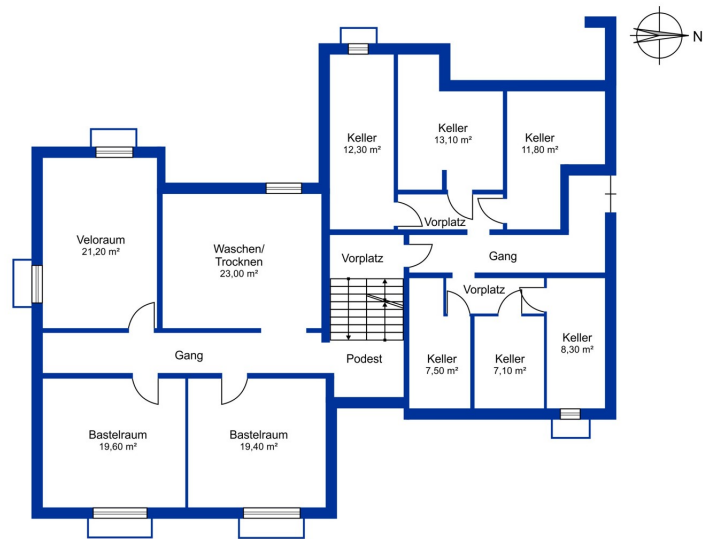 N
Keller
12,30 m²
Keller
13,10 m²
Keller
11,80 m²
Vorplatz
Veloraum
21,20 m²
Waschen/
Trocknen
23,00 m²
Vorplatz
Gang
Vorplatz
Gang
Podest
Keller
7,50 m²
Keller
7,10 m²
Keller
8,30 m²
Bastelraum
19,60 m²
Bastelraum
19,40 m²